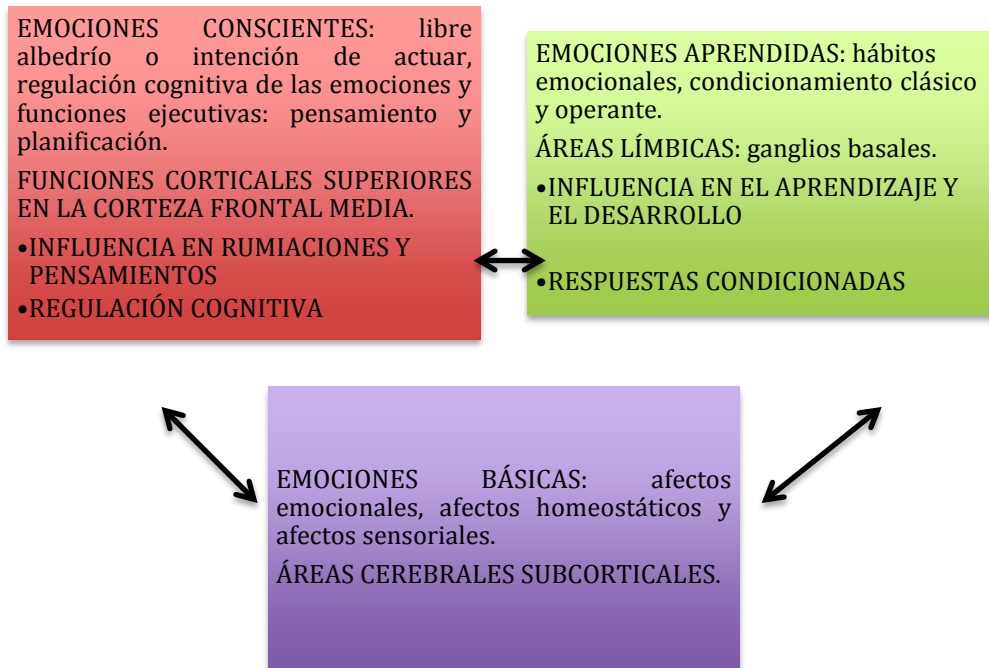 EMOCIONES CONSCIENTES: libre
albedrío o intención de actuar,
regulación cognitiva de las emociones y
funciones ejecutivas: pensamiento y
planificación.
FUNCIONES CORTICALES SUPERIORES
EN LA CORTEZA FRONTAL MEDIA.
•INFLUENCIA EN RUMIACIONES Y
PENSAMIENTOS
•REGULACIÓN COGNITIVA
EMOCIONES APRENDIDAS: hábitos
emocionales, condicionamiento clásico
y operante.
ÁREAS LÍMBICAS: ganglios basales.
•INFLUENCIA EN EL APRENDIZAJE Y
EL DESARROLLO
•RESPUESTAS CONDICIONADAS
EMOCIONES BÁSICAS: afectos
emocionales, afectos homeostáticos y
afectos sensoriales.
ÁREAS CEREBRALES SUBCORTICALES.